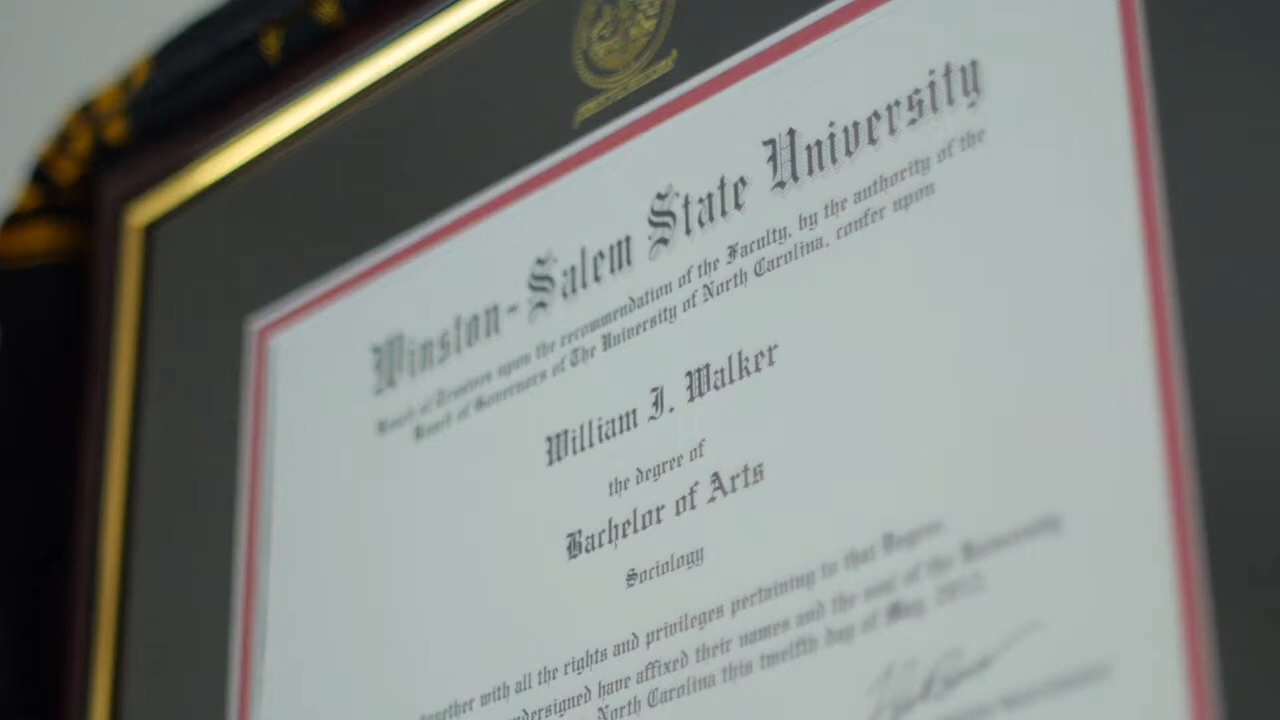 Winston-Salem State University
Board of Trustees upon the recommendation of the Faculty, by the authority of the
Board of Governors of The University of North Carolina, confer upon
William J. Walker
the degree of
Bachelor of Arts
Sociology
together with all the rights and privileges pertaining to that Degree.
undersigned have affixed their names and the seal of the University
North Carolina this twelfth day of May, 2012.